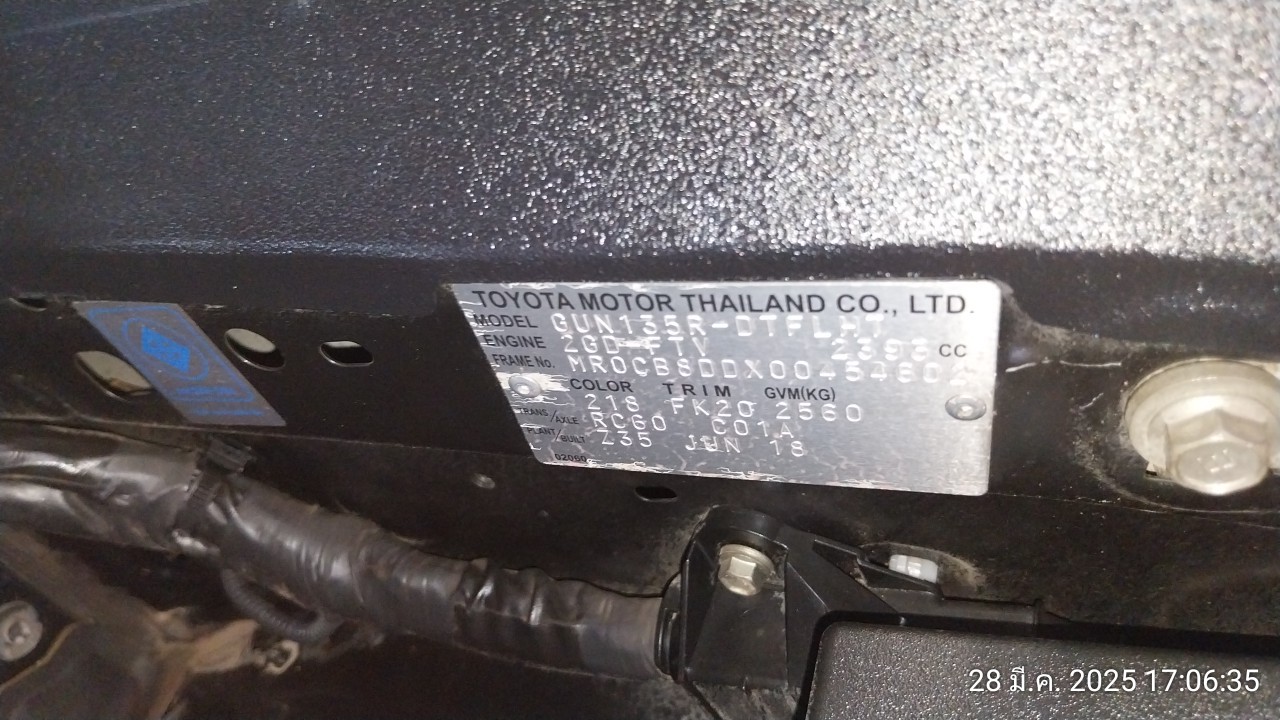 TOYOTA MOTOR THAILAND CO., LTD.
MODEL GUN135R-DTFLHT
ENGINE 2GD-FTV 2393 CC
FRAME No. MR0CB8DDX0045480
COLOR TRIM GVM(KG)
218 FK20 2560
TRANS/AXLE RC60 C01A
PLANT/BUILT Z35 JUN 18
02060
28 มี.ค. 2025 17:06:35